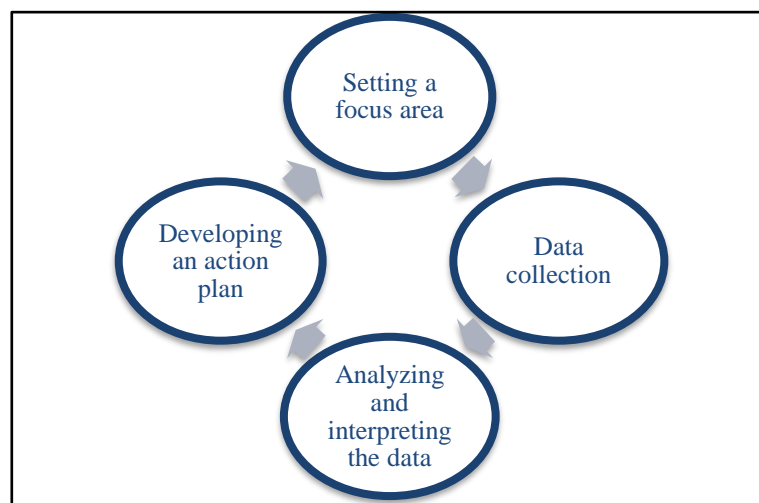 Setting a
focus area
Data
collection
Analyzing
and
interpreting
the data
Developing
an action
plan